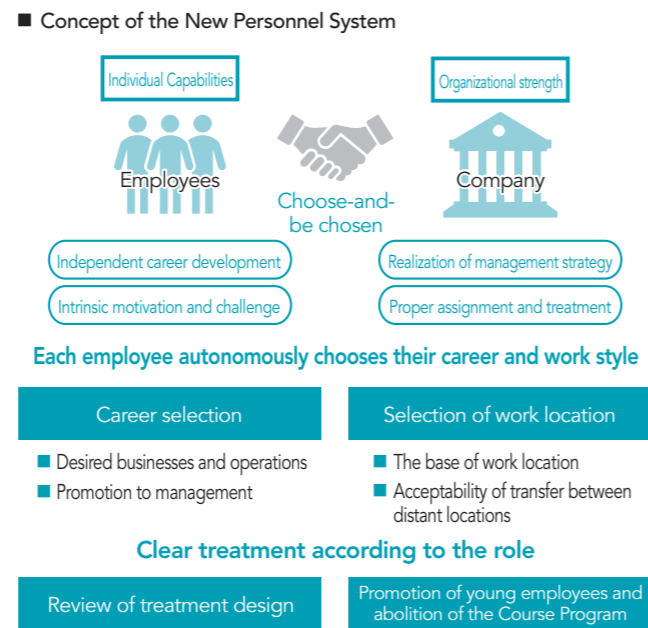 Concept of the New Personnel System
Individual Capabilities
Organizational strength
Employees
Company
Choose-and-
be chosen
Independent career development
Realization of management strategy
Intrinsic motivation and challenge
Proper assignment and treatment
Each employee autonomously chooses their career and work style
Career selection
Selection of work location
Desired businesses and operations
Promotion to management
The base of work location
Acceptability of transfer between
distant locations
Clear treatment according to the role
Review of treatment design
Promotion of young employees and
abolition of the Course Program